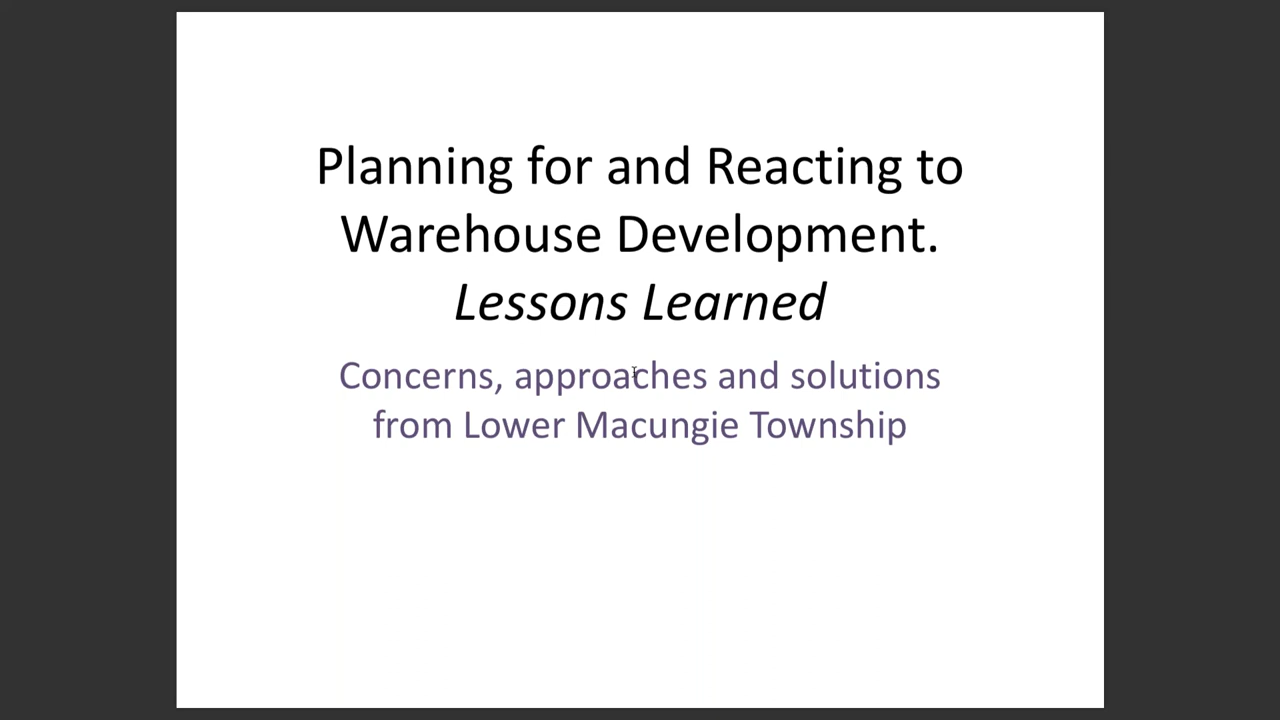 Planning for and Reacting to
Warehouse Development.
Lessons Learned
Concerns, approaches and solutions
from Lower Macungie Township